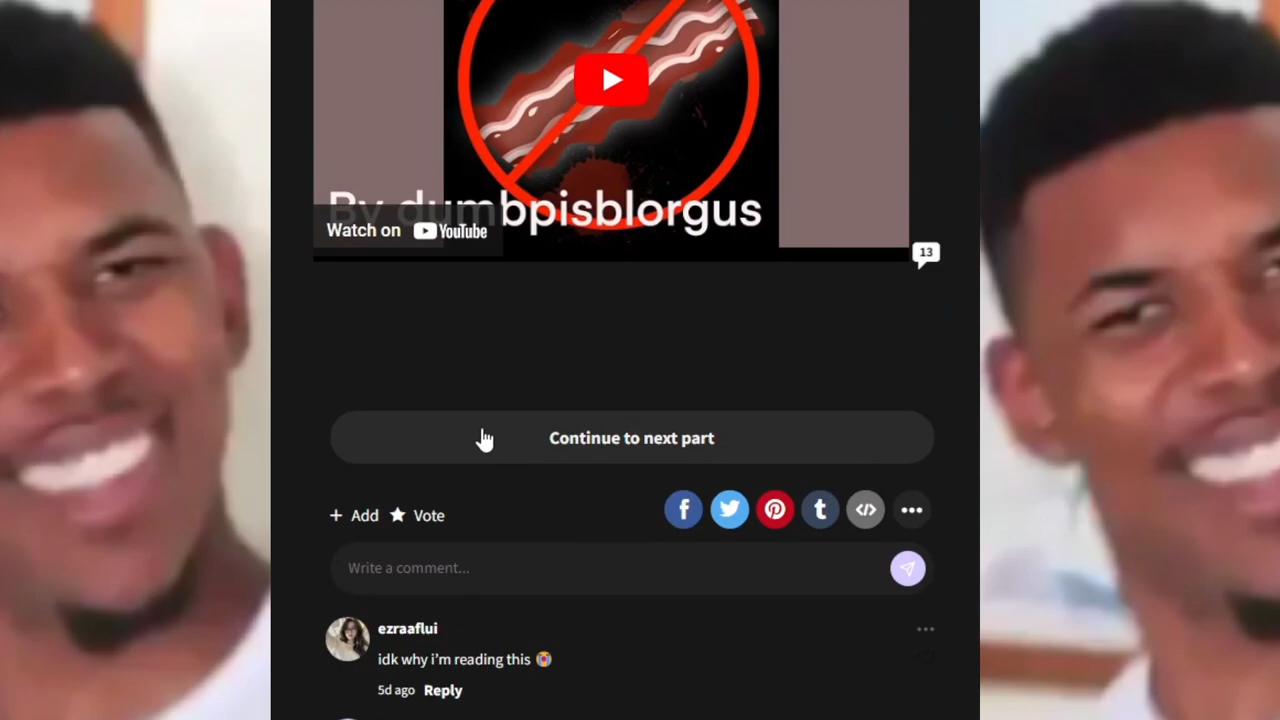 By dumbpisblorgus
Watch on YouTube
13
Continue to next part
+ Add ★ Vote
Write a comment...
ezraaflui
idk why i'm reading this 😭
5d ago Reply